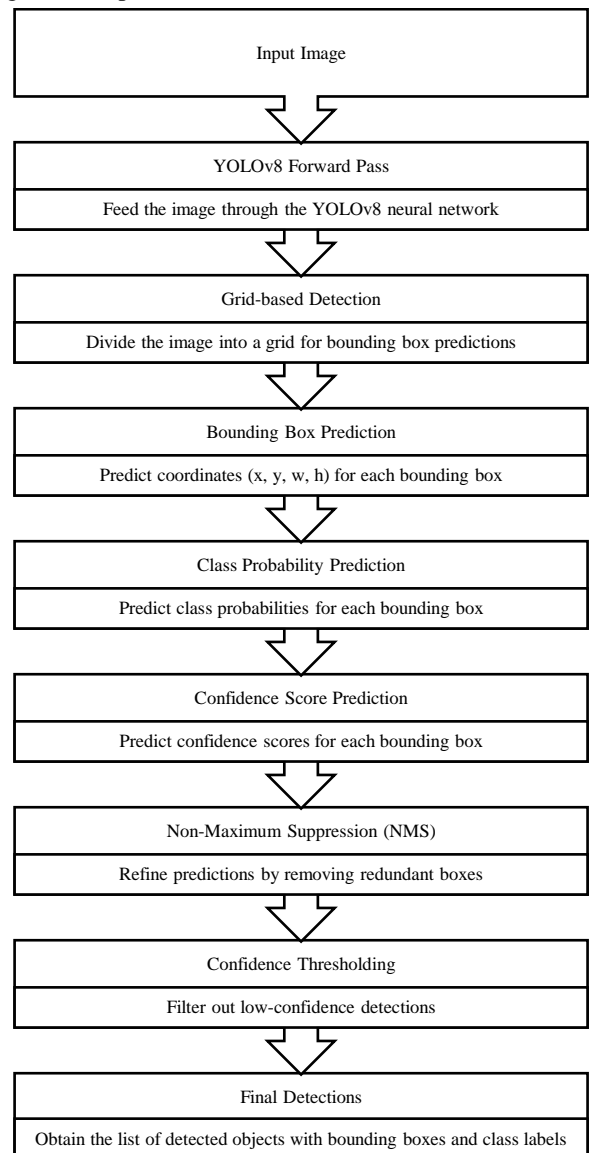 Input Image
YOLOv8 Forward Pass
Feed the image through the YOLOv8 neural network
Grid-based Detection
Divide the image into a grid for bounding box predictions
Bounding Box Prediction
Predict coordinates (x, y, w, h) for each bounding box
Class Probability Prediction
Predict class probabilities for each bounding box
Confidence Score Prediction
Predict confidence scores for each bounding box
Non-Maximum Suppression (NMS)
Refine predictions by removing redundant boxes
Confidence Thresholding
Filter out low-confidence detections
Final Detections
Obtain the list of detected objects with bounding boxes and class labels